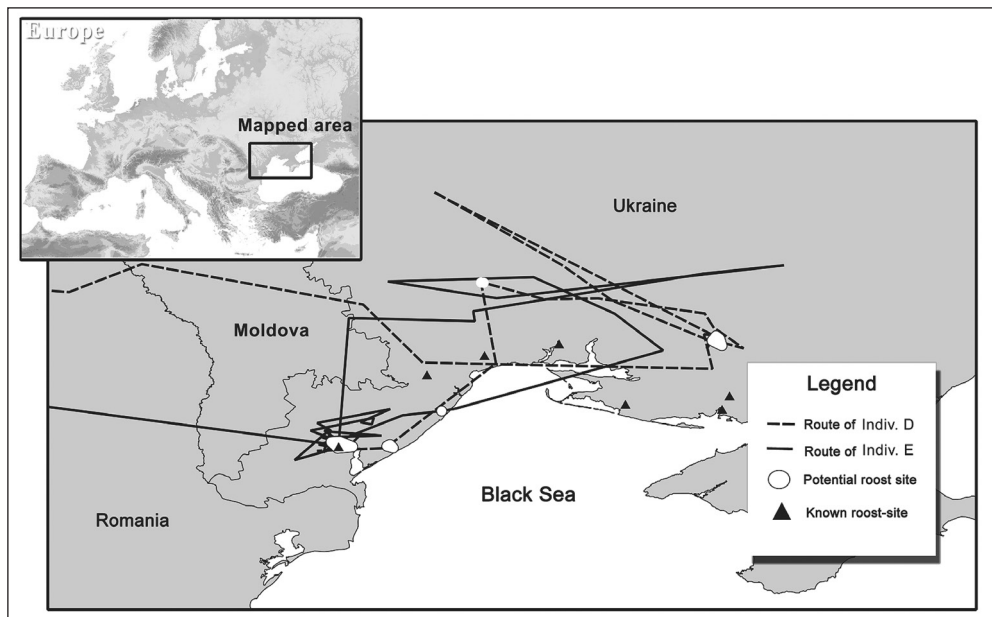 Europe
Mapped area
Ukraine
Moldova
Romania
Black Sea
Legend
Route of Indiv. D
Route of Indiv. E
Potential roost site
Known roost-site